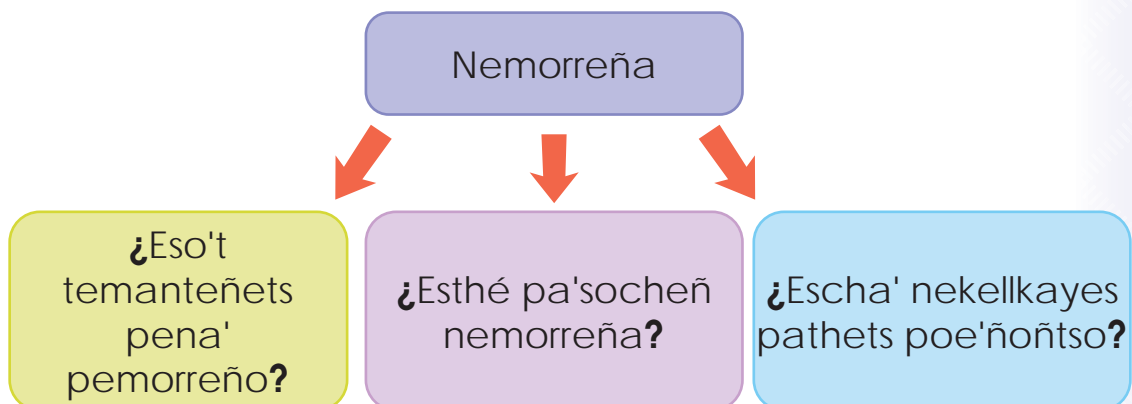 Nemorreña
¿Eso't
temanteñets
pena'
pemorreño?
¿Esthé pa'socheñ
nemorreña?
¿Escha' nekellkayes
pathets poe'ñoñtso?